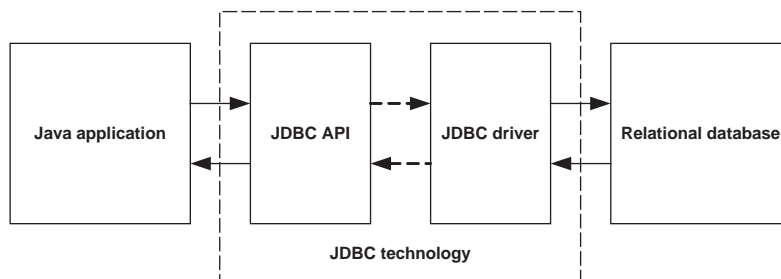 Java application
JDBC API
JDBC driver
Relational database
JDBC technology